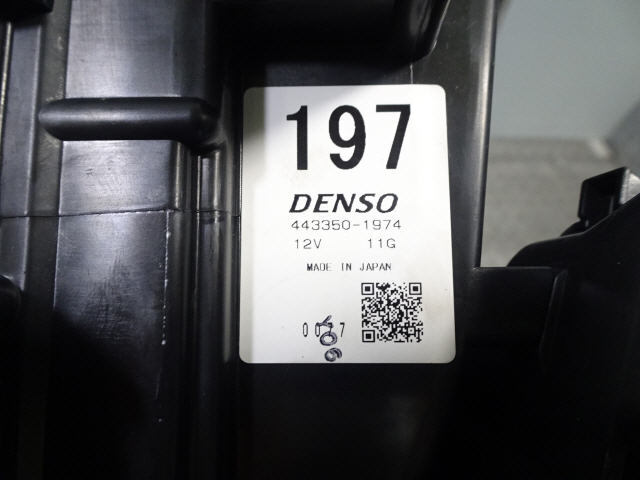 197
DENSO
443350-1974
12V 11G
MADE IN JAPAN